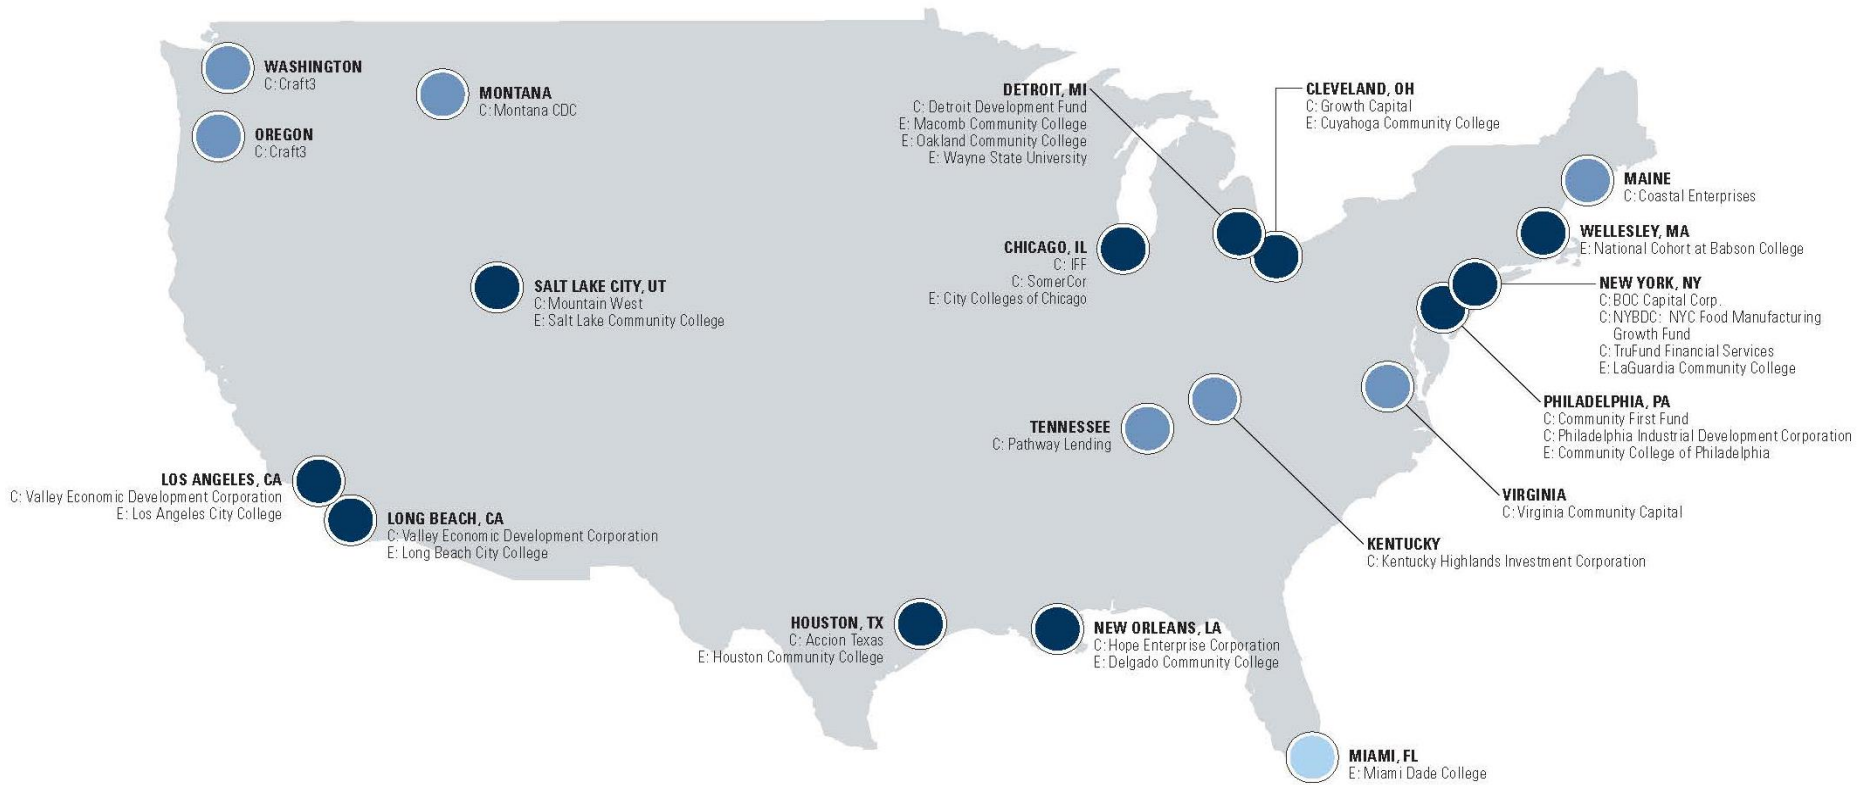 WASHINGTON
C: Craft3
OREGON
C: Craft3
MONTANA
C: Montana CDC
DETROIT, MI
C: Detroit Development Fund
E: Macomb Community College
E: Oakland Community College
E: Wayne State University
CLEVELAND, OH
C: Growth Capital
E: Cuyahoga Community College
MAINE
C: Coastal Enterprises
WELLESLEY, MA
E: National Cohort at Babson College
CHICAGO, IL
C: IFF
C: SomerCor
E: City Colleges of Chicago
SALT LAKE CITY, UT
C: Mountain West
E: Salt Lake Community College
NEW YORK, NY
C: BOC Capital Corp.
C: NYBDC: NYC Food Manufacturing
Growth Fund
C: TruFund Financial Services
E: LaGuardia Community College
PHILADELPHIA, PA
C: Community First Fund
C: Philadelphia Industrial Development Corporation
E: Community College of Philadelphia
TENNESSEE
C: Pathway Lending
VIRGINIA
C: Virginia Community Capital
KENTUCKY
C: Kentucky Highlands Investment Corporation
LOS ANGELES, CA
C: Valley Economic Development Corporation
E: Los Angeles City College
LONG BEACH, CA
C: Valley Economic Development Corporation
E: Long Beach City College
HOUSTON, TX
C: Accion Texas
E: Houston Community College
NEW ORLEANS, LA
C: Hope Enterprise Corporation
E: Delgado Community College
MIAMI, FL
E: Miami Dade College